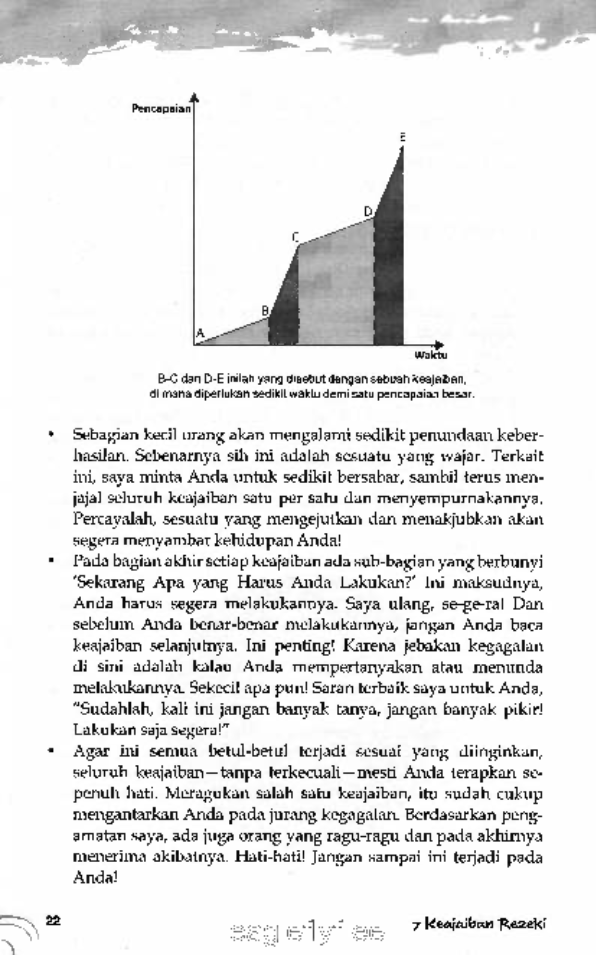 Pencapaian
E
D
C
B
A
Waktu
B-C dan D-E inilah yang disebut dengan sebuah keajaiban,
di mana diperlukan sedikit waktu demi satu pencapaian besar.
• Sebagian kecil orang akan mengalami sedikit penundaan keber-
hasilan. Sebenarnya sih ini adalah sesuatu yang wajar. Terkait
ini, saya minta Anda untuk sedikit bersabar, sambil terus men-
jajal seluruh keajaiban satu per satu dan menyempurnakannya.
Percayalah, sesuatu yang mengejutkan dan menakjubkan akan
segera menyambar kehidupan Anda!
• Pada bagian akhir setiap keajaiban ada sub-bagian yang berbunyi
'Sekarang Apa yang Harus Anda Lakukan?' Ini maksudnya,
Anda harus segera melakukannya. Saya ulang, se-ge-ra! Dan
sebelum Anda benar-benar melakukannya, jangan Anda baca
keajaiban selanjutnya. Ini penting! Karena jebakan kegagalan
di sini adalah kalau Anda mempertanyakan atau menunda
melakukannya. Sekecil apa pun! Saran terbaik saya untuk Anda,
"Sudahlah, kali ini jangan banyak tanya, jangan banyak pikir!
Lakukan saja segera!"
• Agar ini semua betul-betul terjadi sesuai yang diinginkan,
seluruh keajaiban—tanpa terkecuali—mesti Anda terapkan se-
penuh hati. Meragukan salah satu keajaiban, itu sudah cukup
mengantarkan Anda pada jurang kegagalan. Berdasarkan peng-
amatan saya, ada juga orang yang ragu-ragu dan pada akhirnya
menerima akibatnya. Hati-hati! Jangan sampai ini terjadi pada
Anda!
22
7 Keajaiban Rezeki